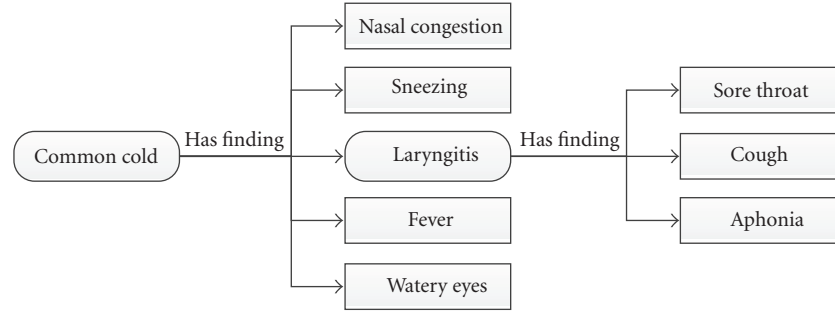 Nasal congestion
Sneezing
Sore throat
Common cold
Has finding
Laryngitis
Has finding
Cough
Fever
Aphonia
Watery eyes